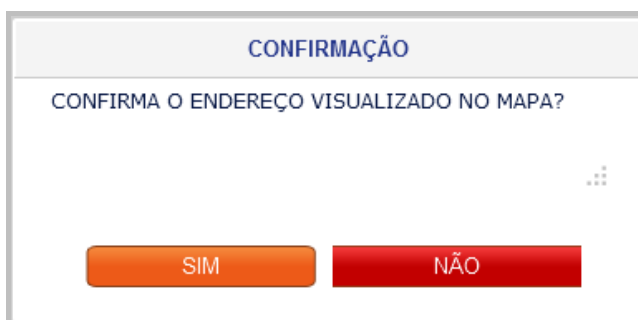 CONFIRMAÇÃO
CONFIRMA O ENDEREÇO VISUALIZADO NO MAPA?
SIM NÃO